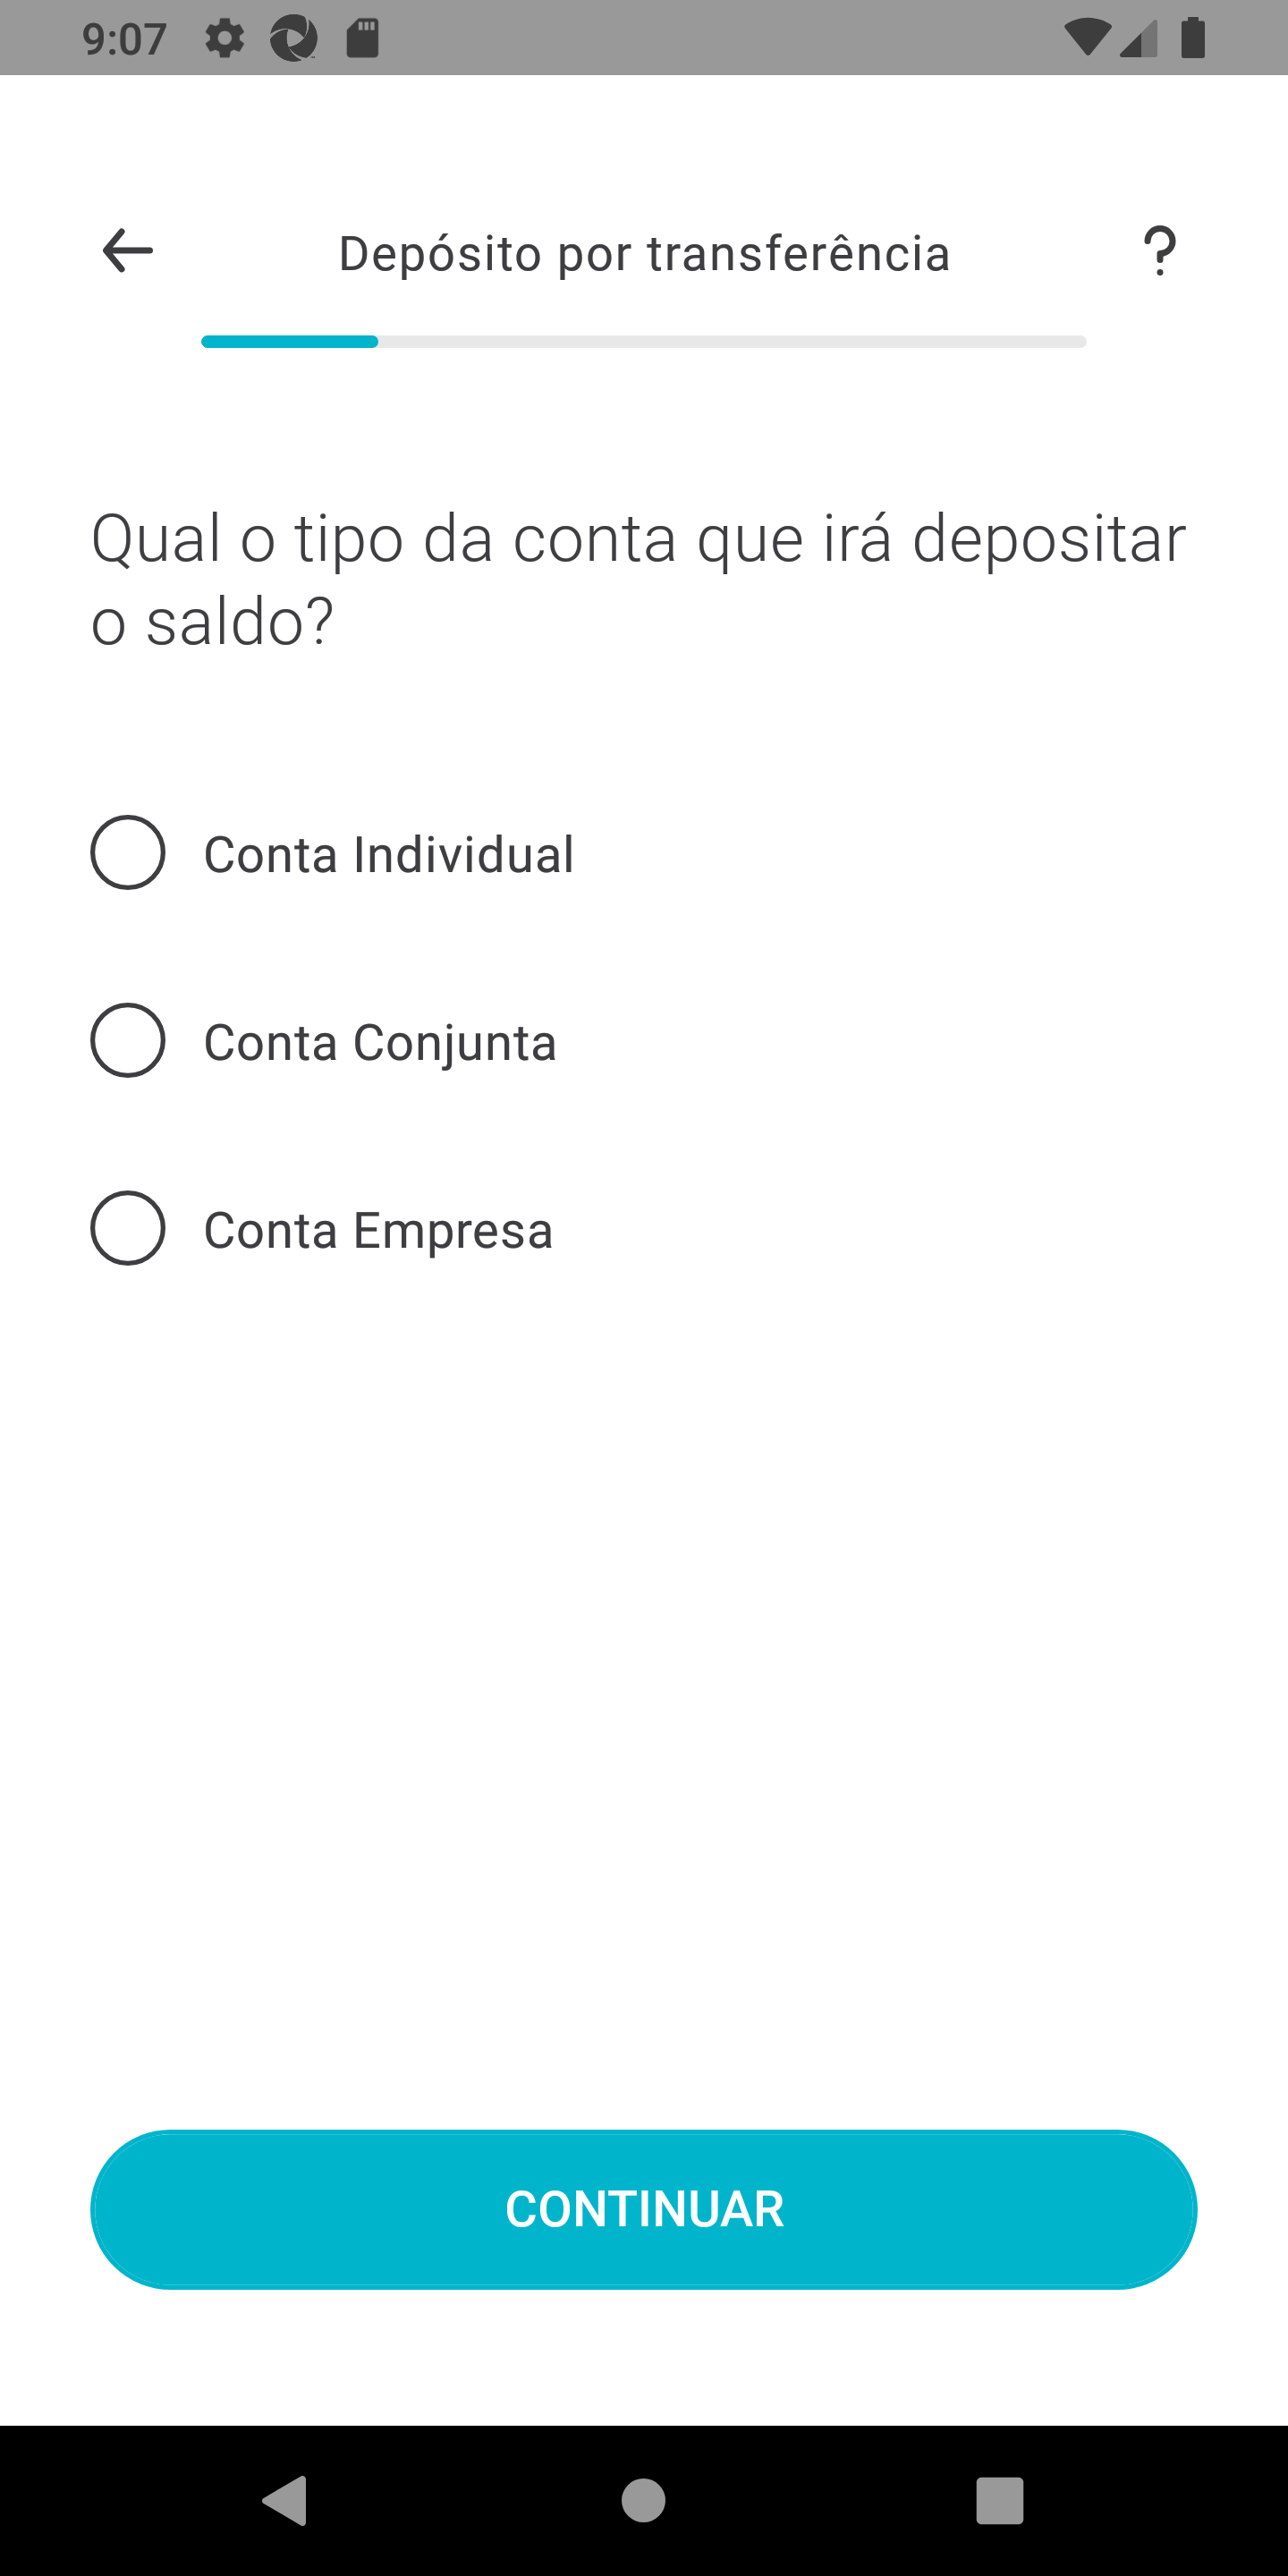 9:07
Depósito por transferência
Qual o tipo da conta que irá depositar
o saldo?
Conta Individual
Conta Conjunta
Conta Empresa
CONTINUAR